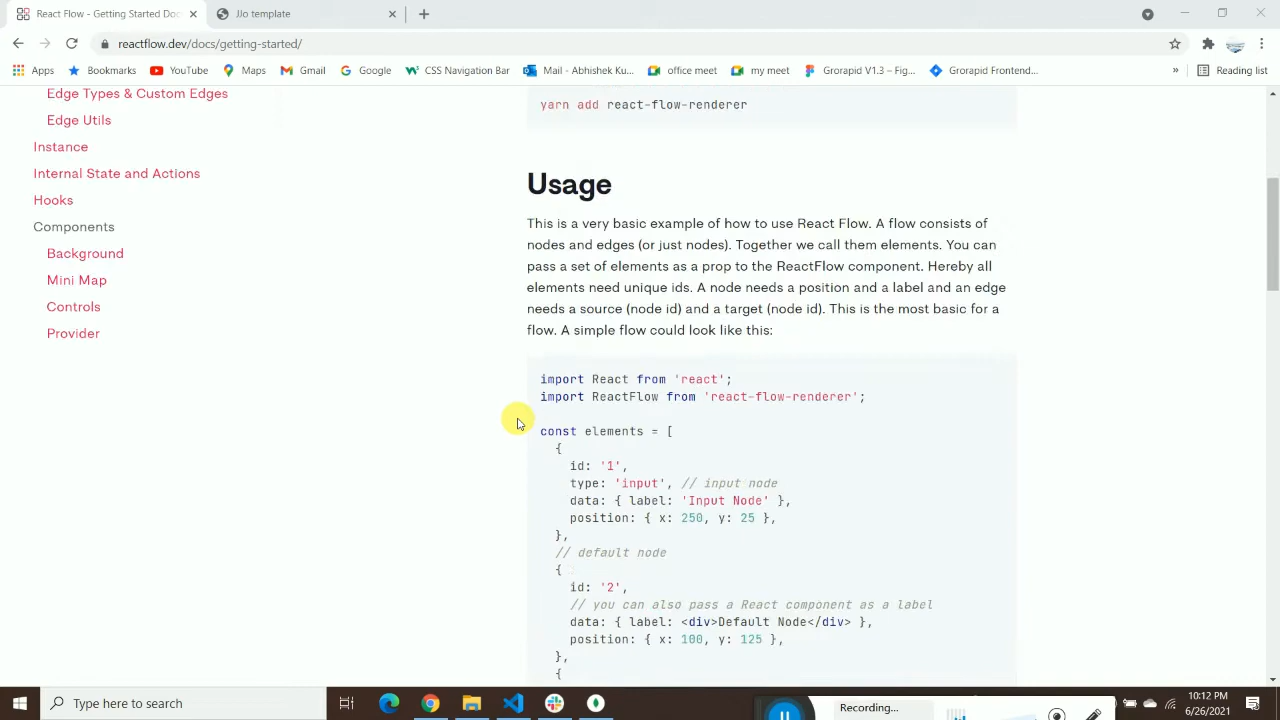 React Flow - Getting Started Doc
JIo template
reactflow.dev/docs/getting-started/
Apps
Bookmarks
YouTube
Maps
Gmail
Google
CSS Navigation Bar
Mail - Abhishek Ku...
office meet
my meet
Grorapid V1.3 – Fig...
Grorapid Frontend...
»
Reading list
Edge Types & Custom Edges
Edge Utils
Instance
Internal State and Actions
Hooks
Components
Background
Mini Map
Controls
Provider
yarn add react-flow-renderer
Usage
This is a very basic example of how to use React Flow. A flow consists of
nodes and edges (or just nodes). Together we call them elements. You can
pass a set of elements as a prop to the ReactFlow component. Hereby all
elements need unique ids. A node needs a position and a label and an edge
needs a source (node id) and a target (node id). This is the most basic for a
flow. A simple flow could look like this:
import React from 'react';
import ReactFlow from 'react-flow-renderer';
const elements = [
{
id: '1',
type: 'input', // input node
data: { label: 'Input Node' },
position: { x: 250, y: 25 },
},
// default node
{
id: '2',
// you can also pass a React component as a label
data: { label: <div>Default Node</div> },
position: { x: 100, y: 125 },
},
{
Type here to search
Recording...
10:12 PM
6/26/2021